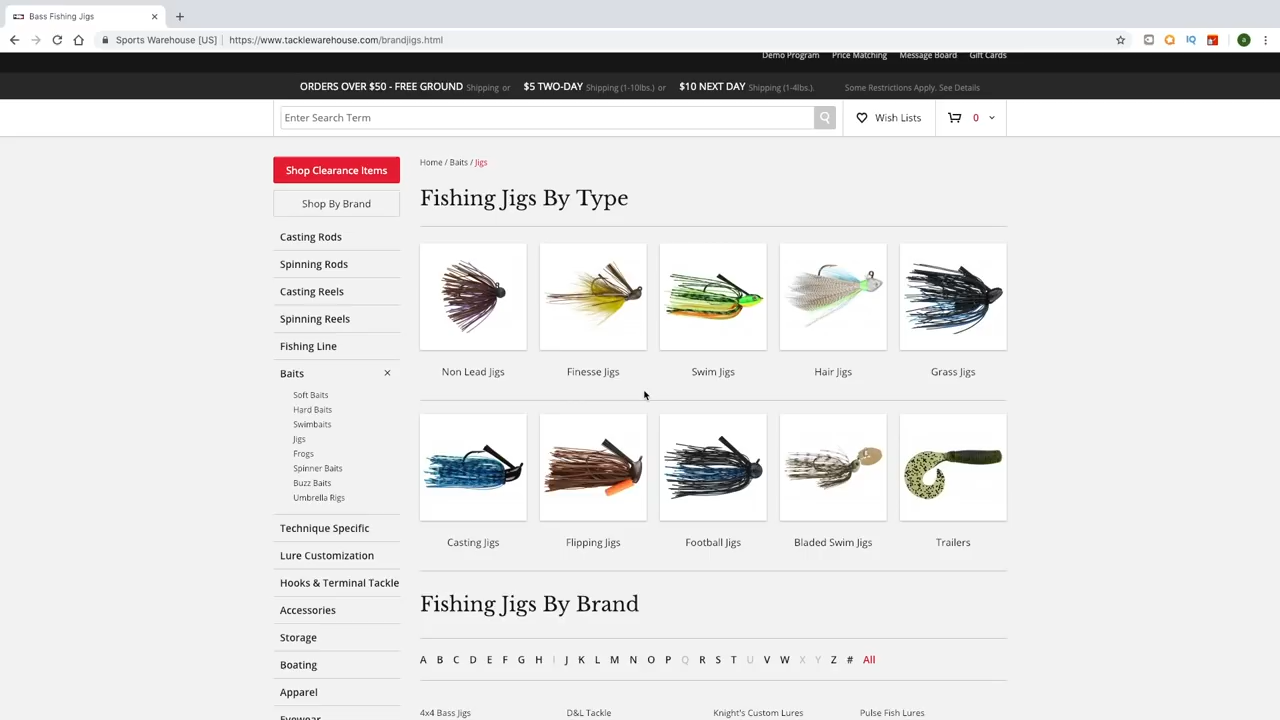 Bass Fishing Jigs
Sports Warehouse [US] https://www.tacklewarehouse.com/brandjigs.html
Demo Program Price Matching Message Board Gift Cards
ORDERS OVER $50 - FREE GROUND Shipping or $5 TWO-DAY Shipping (1-10lbs.) or $10 NEXT DAY Shipping (1-4lbs.). Some Restrictions Apply. See Details
Enter Search Term
Wish Lists
0
Shop Clearance Items
Shop By Brand
Casting Rods
Spinning Rods
Casting Reels
Spinning Reels
Fishing Line
Baits
Soft Baits
Hard Baits
Swimbaits
Jigs
Frogs
Spinner Baits
Buzz Baits
Umbrella Rigs
Technique Specific
Lure Customization
Hooks & Terminal Tackle
Accessories
Storage
Boating
Apparel
Eyewear
Home / Baits / Jigs
Fishing Jigs By Type
Non Lead Jigs Finesse Jigs Swim Jigs Hair Jigs Grass Jigs
Casting Jigs Flipping Jigs Football Jigs Bladed Swim Jigs Trailers
Fishing Jigs By Brand
A B C D E F G H I J K L M N O P Q R S T U V W X Y Z # All
4x4 Bass Jigs D&L Tackle Knight's Custom Lures Pulse Fish Lures